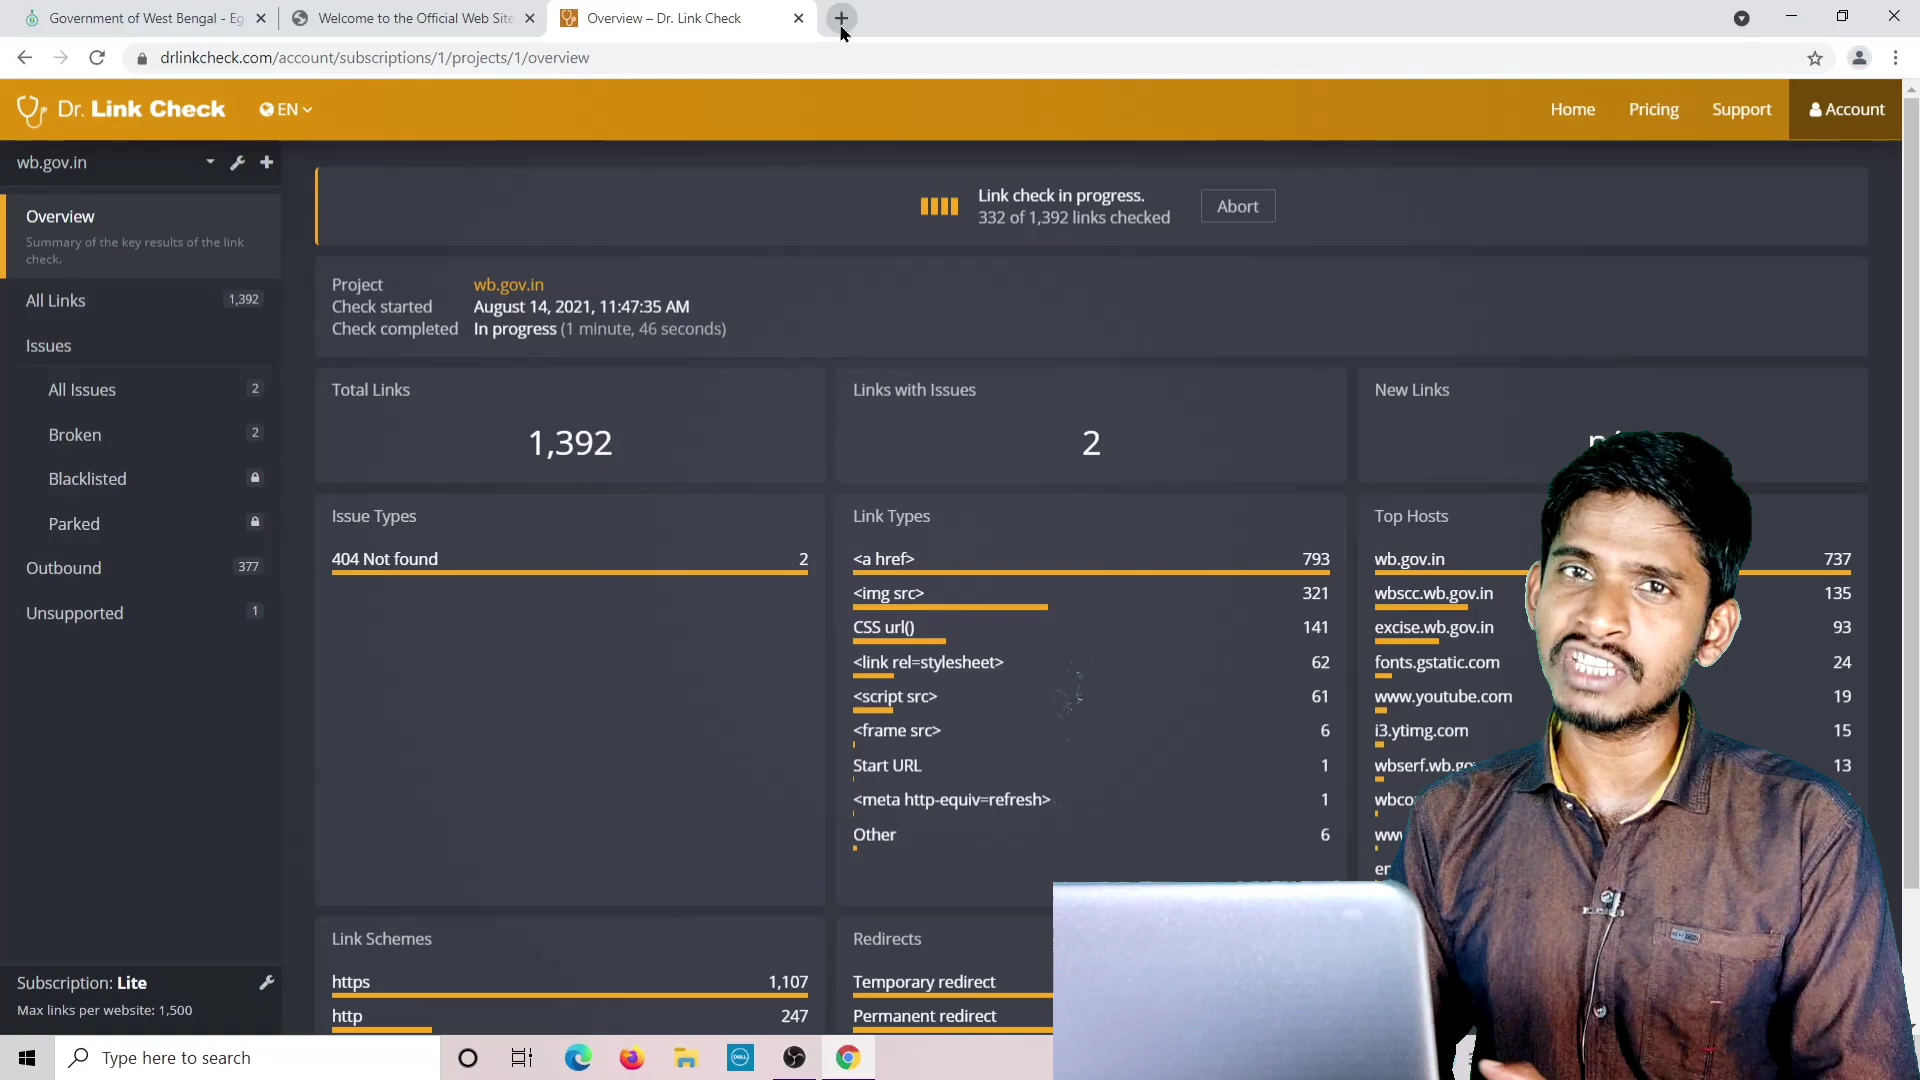 Government of West Bengal - Eg
Welcome to the Official Web Site
Overview – Dr. Link Check
drlinkcheck.com/account/subscriptions/1/projects/1/overview
Dr. Link Check
EN
Home
Pricing
Support
Account
wb.gov.in
Overview
Summary of the key results of the link
check.
All Links 1,392
Issues
All Issues 2
Broken 2
Blacklisted
Parked
Outbound 377
Unsupported 1
Subscription: Lite
Max links per website: 1,500
Link check in progress.
332 of 1,392 links checked
Abort
Project wb.gov.in
Check started August 14, 2021, 11:47:35 AM
Check completed In progress (1 minute, 46 seconds)
Total Links
1,392
Links with Issues
2
New Links
Issue Types
404 Not found 2
Link Types
<a href> 793
<img src> 321
CSS url() 141
<link rel=stylesheet> 62
<script src> 61
<frame src> 6
Start URL 1
<meta http-equiv=refresh> 1
Other 6
Top Hosts
wb.gov.in 737
wbscc.wb.gov.in 135
excise.wb.gov.in 93
fonts.gstatic.com 24
www.youtube.com 19
i3.ytimg.com 15
wbserf.wb.go 13
wbco
Link Schemes
https 1,107
http 247
Redirects
Temporary redirect
Permanent redirect
Type here to search
DELL